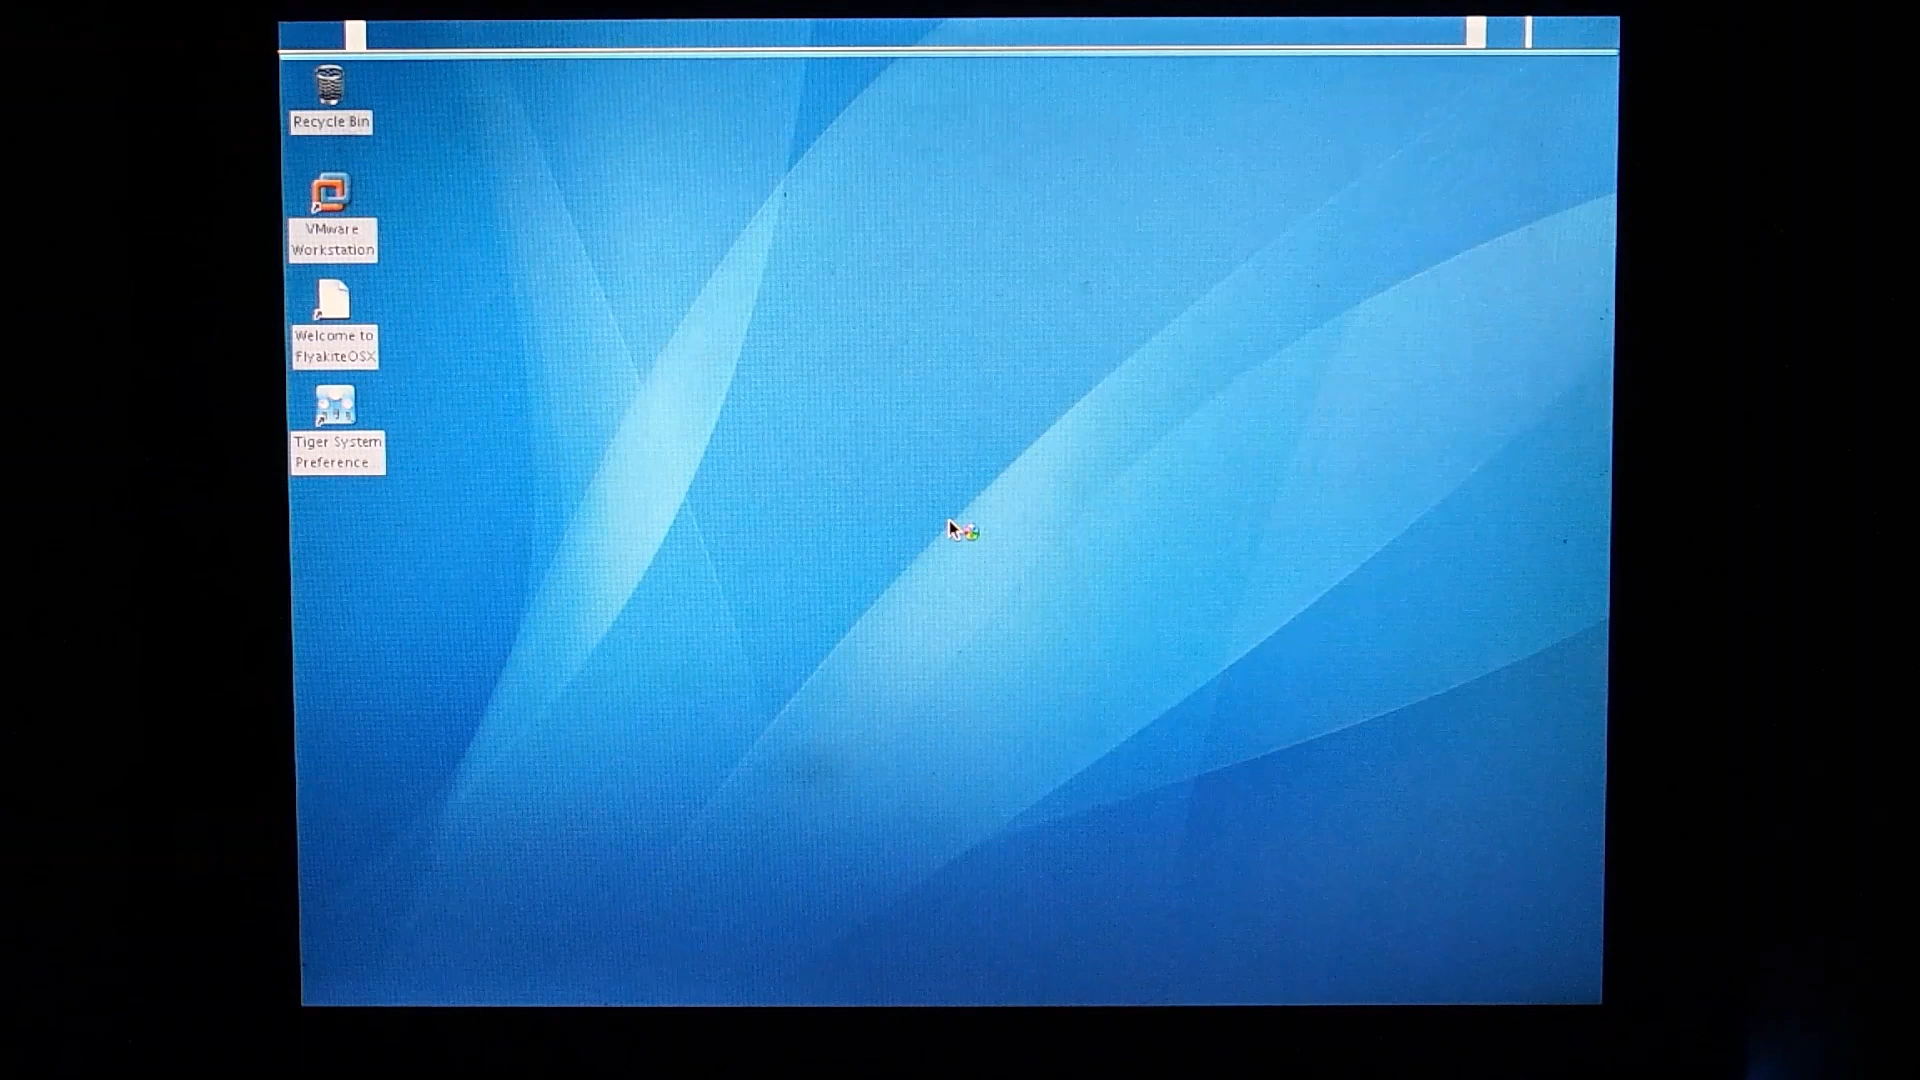 Recycle Bin
VMware
Workstation
Welcome to
FlyakiteOSX
Tiger System
Preference...